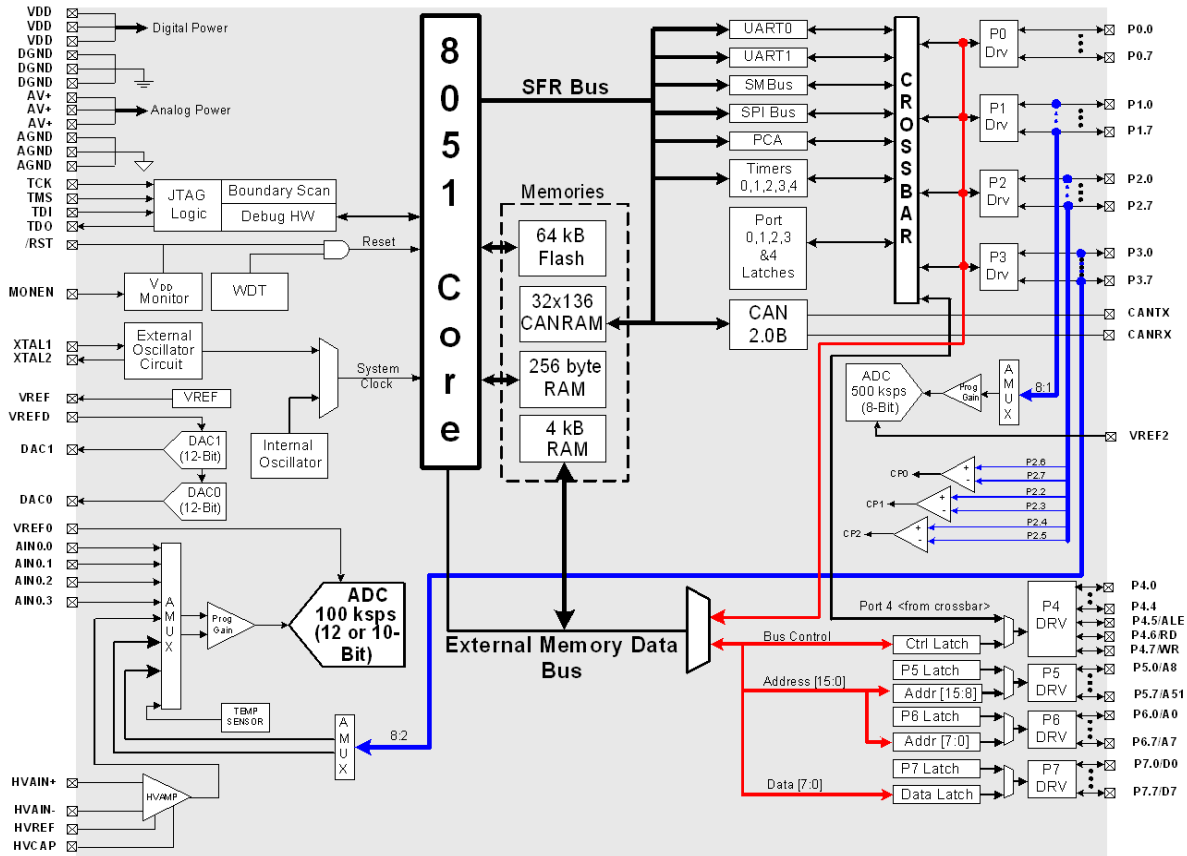 VDD
VDD
VDD
DGND
DGND
DGND
AV+
AV+
AV+
AGND
AGND
AGND
Digital Power
Analog Power
TCK
TMS
TDI
TDO
/RST
MONEN
XTAL1
XTAL2
VREF
VREFD
DAC1
DAC0
VREF0
AIN0.0
AIN0.1
AIN0.2
AIN0.3
HVAIN+
HVAIN-
HVREF
HVCAP
JTAG
Logic
Boundary Scan
Debug HW
Reset
VDD
Monitor
WDT
External
Oscillator
Circuit
System
Clock
VREF
DAC1
(12-Bit)
DAC0
(12-Bit)
Internal
Oscillator
AMUX
Prog
Gain
ADC
100 ksps
(12 or 10-
Bit)
TEMP
SENSOR
AMUX
8:2
HVAMP
8051 Core
SFR Bus
Memories
64 kB
Flash
32x136
CANRAM
256 byte
RAM
4 kB
RAM
External Memory Data
Bus
UART0
UART1
SMBus
SPI Bus
PCA
Timers
0,1,2,3,4
Port
0,1,2,3
&4
Latches
CAN
2.0B
CROSSBAR
P0
Drv
P1
Drv
P2
Drv
P3
Drv
P0.0
P0.7
P1.0
P1.7
P2.0
P2.7
P3.0
P3.7
CANTX
CANRX
ADC
500 ksps
(8-Bit)
Prog
Gain
AMUX
8:1
VREF2
CP0
+
-
P2.6
P2.7
CP1
+
-
P2.2
P2.3
CP2
+
-
P2.4
P2.5
Port 4 <from crossbar>
Bus Control
Ctrl Latch
P4
DRV
P4.0
P4.4
P4.5/ALE
P4.6/RD
P4.7/WR
Address [15:0]
P5 Latch
Addr [15:8]
P5
DRV
P5.0/A8
P5.7/A51
P6 Latch
Addr [7:0]
P6
DRV
P6.0/A0
P6.7/A7
Data [7:0]
P7 Latch
Data Latch
P7
DRV
P7.0/D0
P7.7/D7